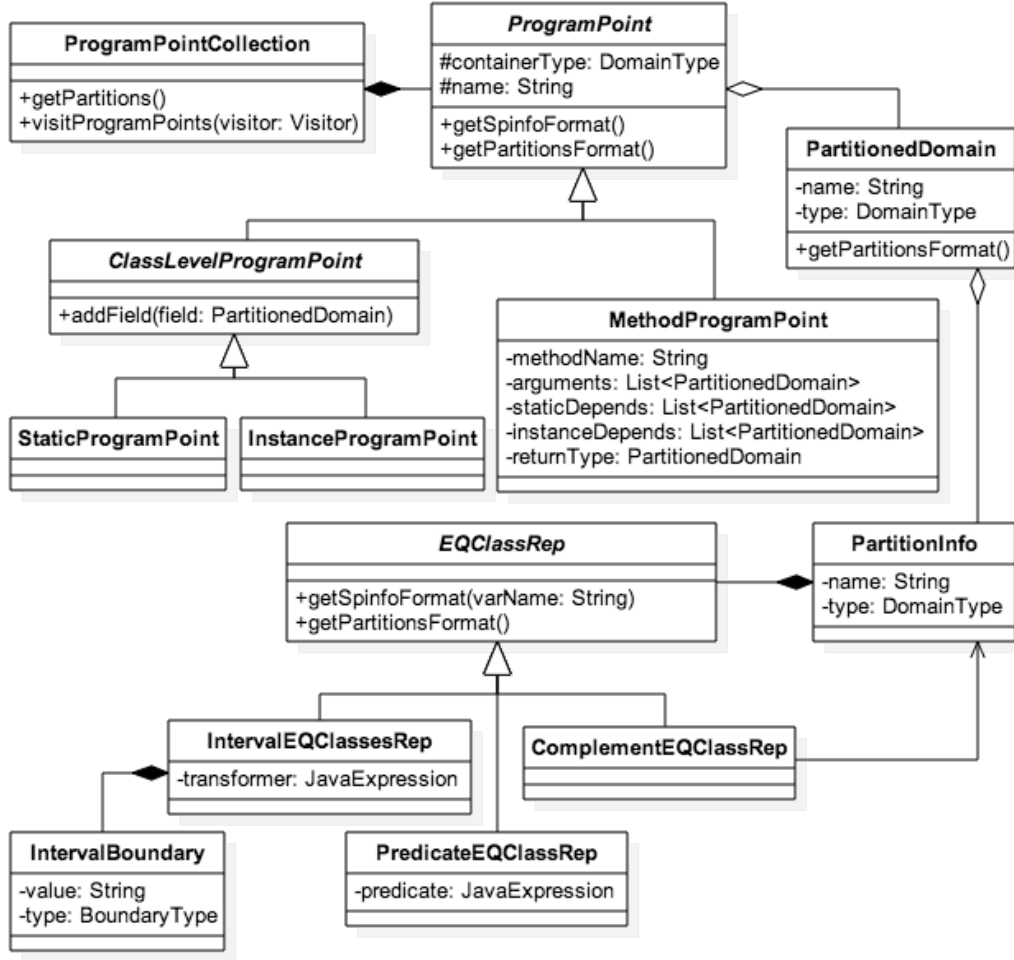 ProgramPointCollection
+getPartitions()
+visitProgramPoints(visitor: Visitor)
ProgramPoint
#containerType: DomainType
#name: String
+getSpinfoFormat()
+getPartitionsFormat()
PartitionedDomain
-name: String
-type: DomainType
+getPartitionsFormat()
ClassLevelProgramPoint
+addField(field: PartitionedDomain)
MethodProgramPoint
-methodName: String
-arguments: List<PartitionedDomain>
-staticDepends: List<PartitionedDomain>
-instanceDepends: List<PartitionedDomain>
-returnType: PartitionedDomain
StaticProgramPoint
InstanceProgramPoint
EQClassRep
+getSpinfoFormat(varName: String)
+getPartitionsFormat()
PartitionInfo
-name: String
-type: DomainType
IntervalEQClassesRep
-transformer: JavaExpression
ComplementEQClassRep
IntervalBoundary
-value: String
-type: BoundaryType
PredicateEQClassRep
-predicate: JavaExpression